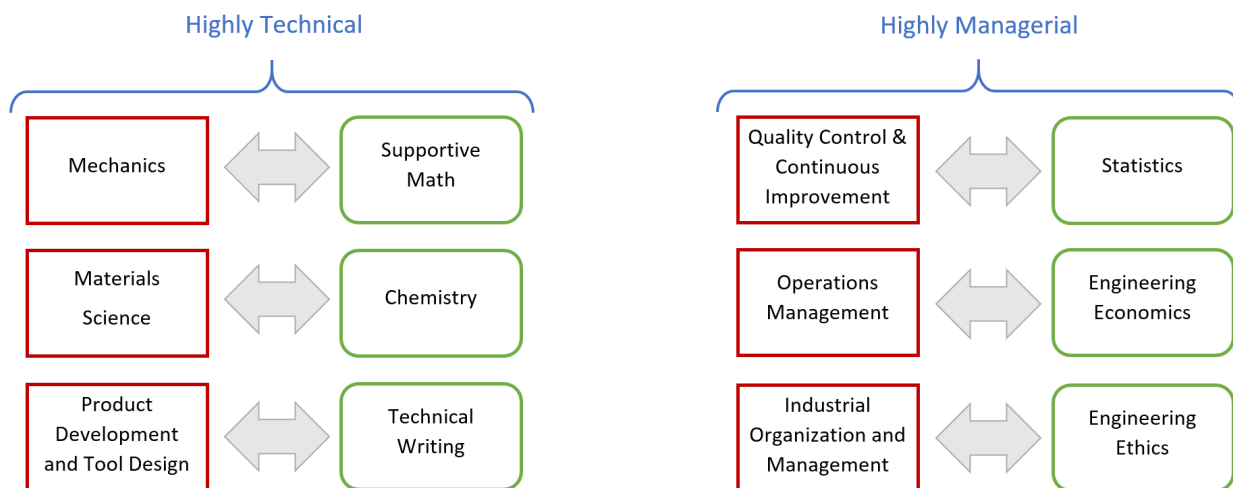 Highly Technical
Highly Managerial
Mechanics
Supportive
Math
Quality Control &
Continuous
Improvement
Statistics
Materials
Science
Chemistry
Operations
Management
Engineering
Economics
Product
Development
and Tool Design
Technical
Writing
Industrial
Organization and
Management
Engineering
Ethics